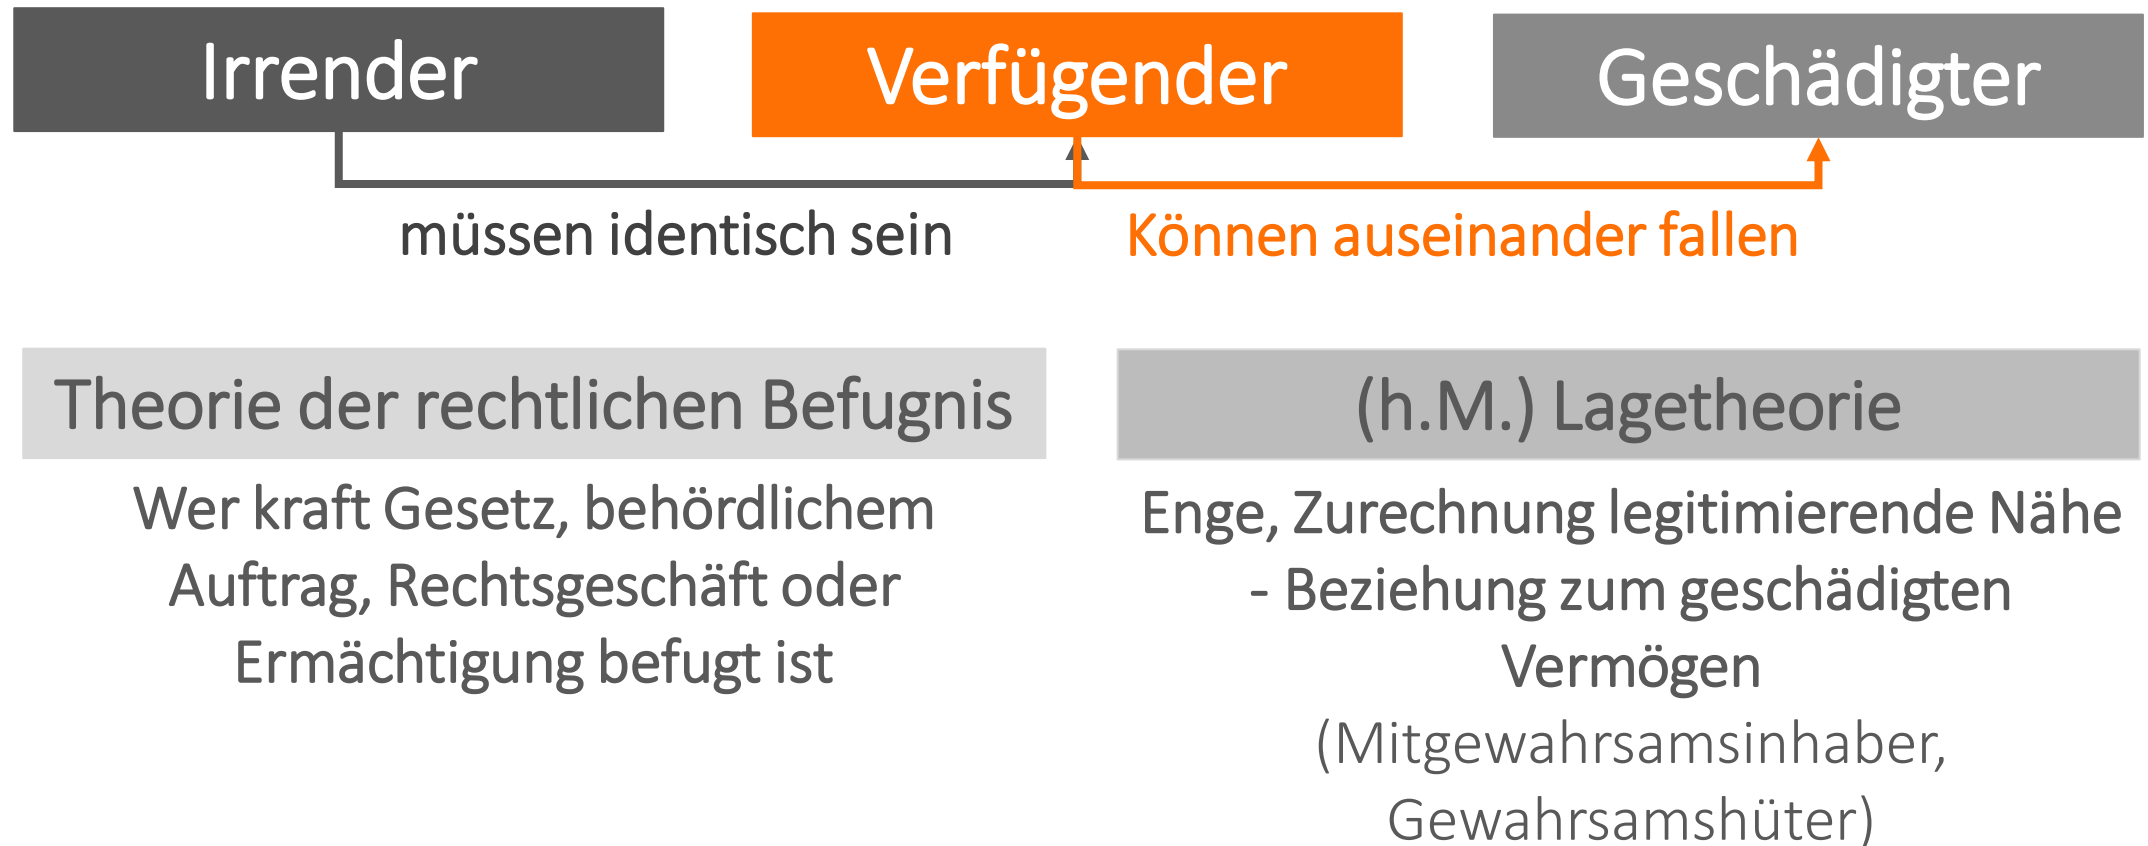 Irrender
Verfügender
Geschädigter
müssen identisch sein
Können auseinander fallen
Theorie der rechtlichen Befugnis
Wer kraft Gesetz, behördlichem
Auftrag, Rechtsgeschäft oder
Ermächtigung befugt ist
(h.M.) Lagetheorie
Enge, Zurechnung legitimierende Nähe
- Beziehung zum geschädigten
Vermögen
(Mitgewahrsamsinhaber,
Gewahrsamshüter)